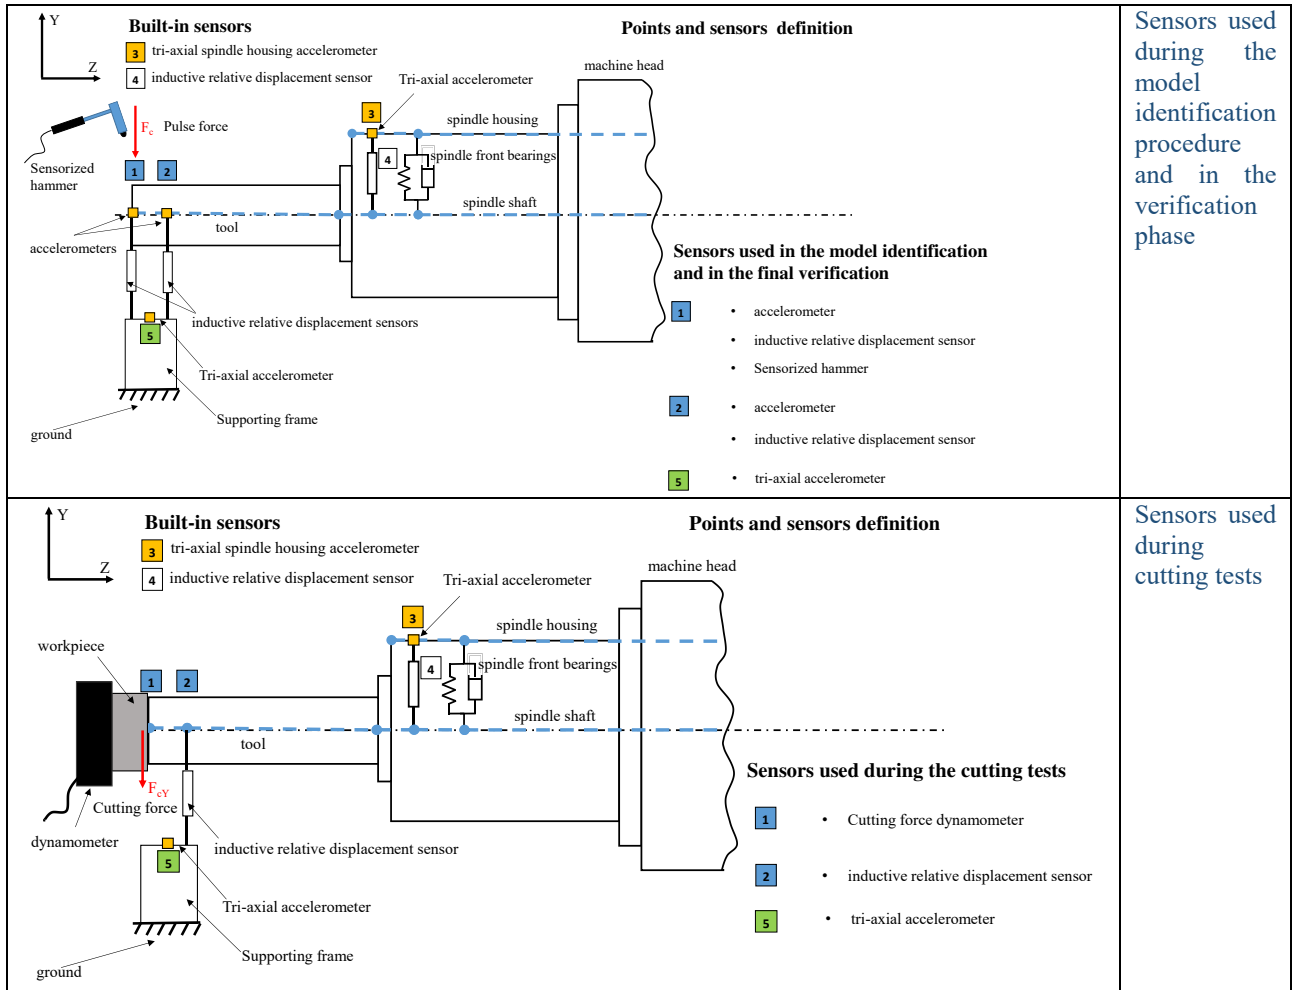 Y
Z
Built-in sensors
3 tri-axial spindle housing accelerometer
4 inductive relative displacement sensor
Points and sensors definition
machine head
Tri-axial accelerometer
3
spindle housing
Fc Pulse force
4
spindle front bearings
Sensorized
hammer
1 2
spindle shaft
tool
accelerometers
inductive relative displacement sensors
5
Tri-axial accelerometer
Supporting frame
ground
Sensors used in the model identification
and in the final verification
1 • accelerometer
• inductive relative displacement sensor
• Sensorized hammer
2 • accelerometer
• inductive relative displacement sensor
5 • tri-axial accelerometer
Sensors used
during the
model
identification
procedure
and in the
verification
phase
Y
Z
Built-in sensors
3 tri-axial spindle housing accelerometer
4 inductive relative displacement sensor
Points and sensors definition
machine head
Tri-axial accelerometer
3
spindle housing
workpiece
4
spindle front bearings
1 2
spindle shaft
tool
FcY
Cutting force
dynamometer
inductive relative displacement sensor
5
Tri-axial accelerometer
Supporting frame
ground
Sensors used during the cutting tests
1 • Cutting force dynamometer
2 • inductive relative displacement sensor
5 • tri-axial accelerometer
Sensors used
during
cutting tests